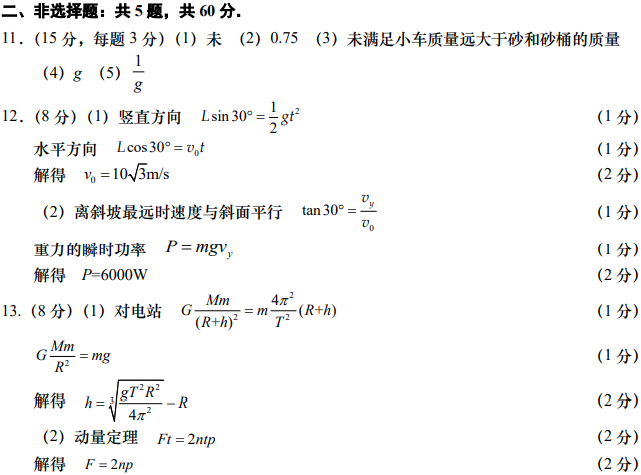 二、非选择题：共 5 题，共 60 分．
11．（15 分，每题 3 分）（1）未 （2）0.75 （3）未满足小车质量远大于砂和砂桶的质量
（4）g （5）$\frac{1}{g}$
12．（8 分）（1）竖直方向 $L\sin 30°=\frac{1}{2}gt^2$ （1 分）
水平方向 $L\cos 30°=v_0t$ （1 分）
解得 $v_0=10\sqrt{3}$m/s （2 分）
（2）离斜坡最远时速度与斜面平行 $\tan 30°=\frac{v_y}{v_0}$ （1 分）
重力的瞬时功率 $P=mgv_y$ （1 分）
解得 P=6000W （2 分）
13.（8 分）（1）对电站 $G\frac{Mm}{(R+h)^2}=m\frac{4\pi^2}{T^2}(R+h)$ （1 分）
$G\frac{Mm}{R^2}=mg$ （1 分）
解得 $h=\sqrt[3]{\frac{gT^2R^2}{4\pi^2}}-R$ （2 分）
（2）动量定理 $Ft=2ntp$ （2 分）
解得 $F=2np$ （2 分）